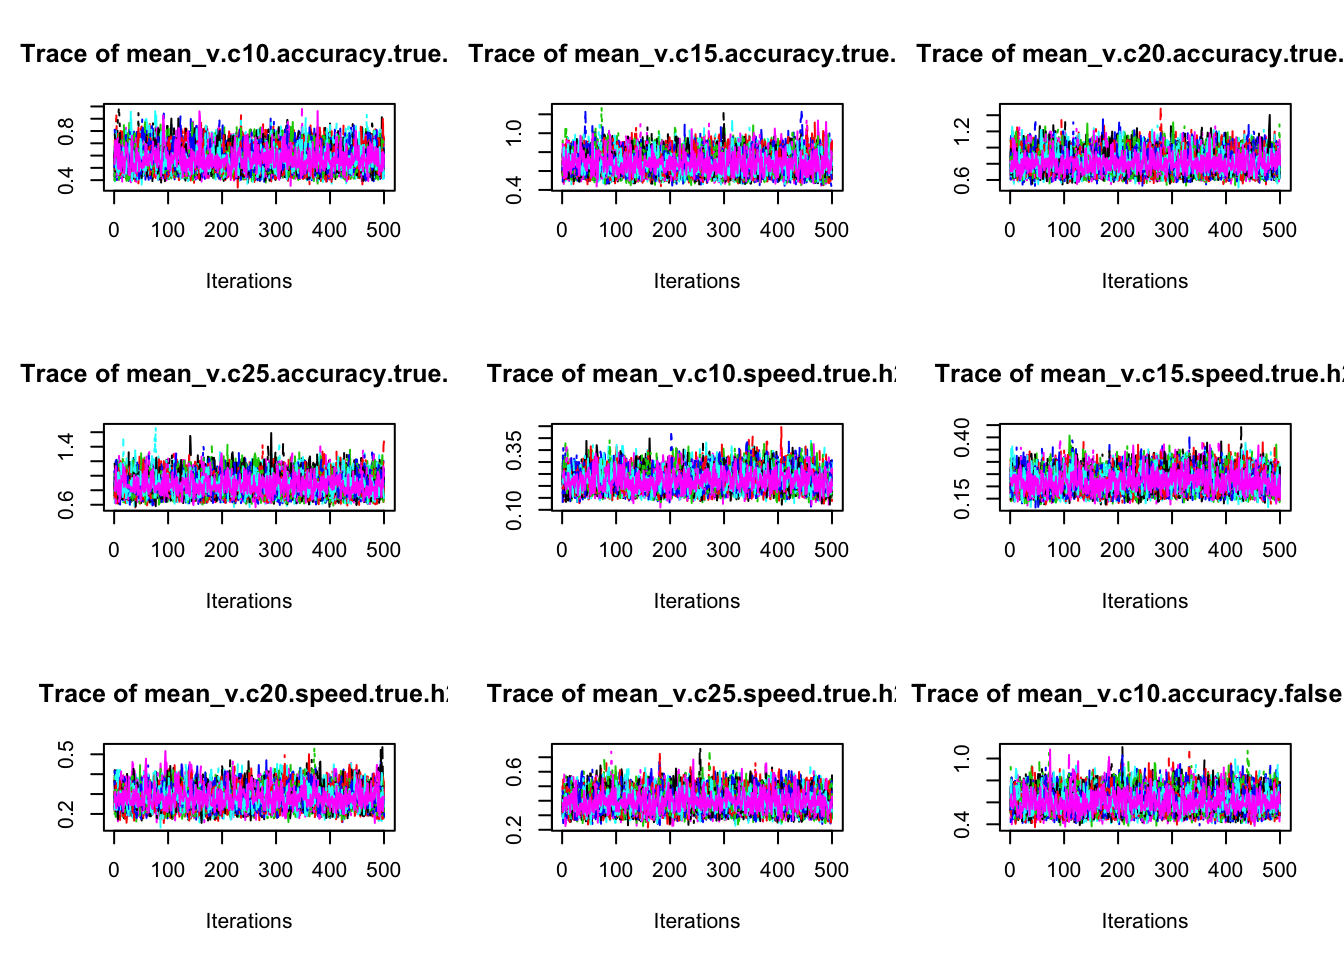 Trace of mean_v.c10.accuracy.true.
0.8
0.4
0 100 200 300 400 500
Iterations
Trace of mean_v.c15.accuracy.true.
1.0
0.4
0 100 200 300 400 500
Iterations
Trace of mean_v.c20.accuracy.true.
1.2
0.6
0 100 200 300 400 500
Iterations
Trace of mean_v.c25.accuracy.true.
1.4
0.6
0 100 200 300 400 500
Iterations
Trace of mean_v.c10.speed.true.h
0.35
0.10
0 100 200 300 400 500
Iterations
Trace of mean_v.c15.speed.true.h
0.40
0.15
0 100 200 300 400 500
Iterations
Trace of mean_v.c20.speed.true.h
0.5
0.2
0 100 200 300 400 500
Iterations
Trace of mean_v.c25.speed.true.h
0.6
0.2
0 100 200 300 400 500
Iterations
Trace of mean_v.c10.accuracy.false
1.0
0.4
0 100 200 300 400 500
Iterations